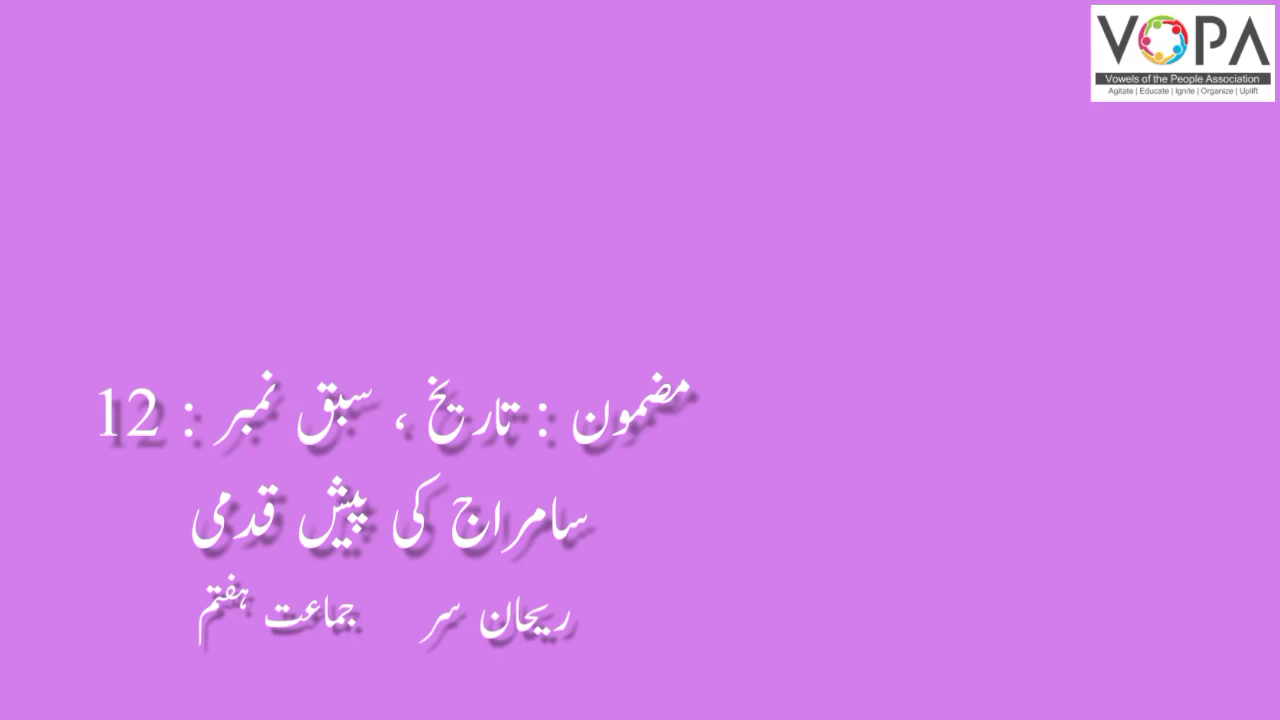 VOPA
Vowels of the People Association
Agitate | Educate | Ignite | Organize | Uplift
مضمون : تاریخ ، سبق نمبر : 12
سامراج کی پیش قدمی
ریحان سر جماعت ہفتم